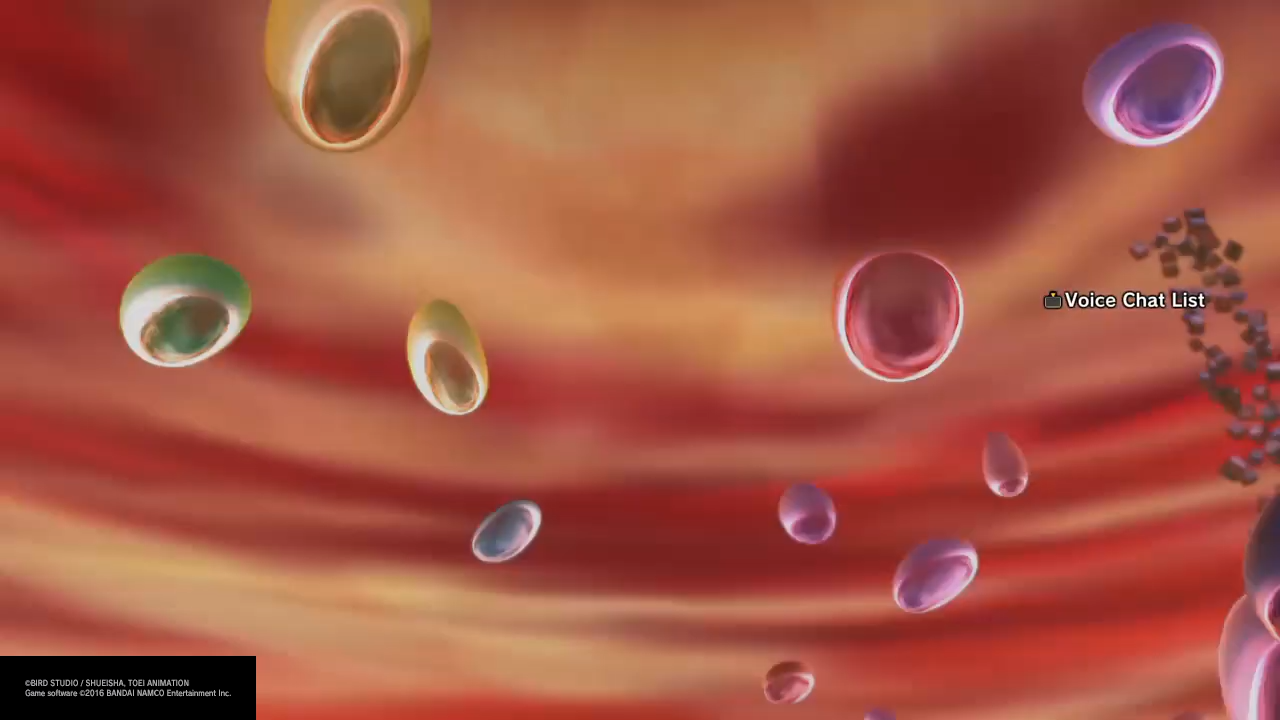 Voice Chat List
©BIRD STUDIO / SHUEISHA, TOEI ANIMATION
Game software ©2016 BANDAI NAMCO Entertainment Inc.